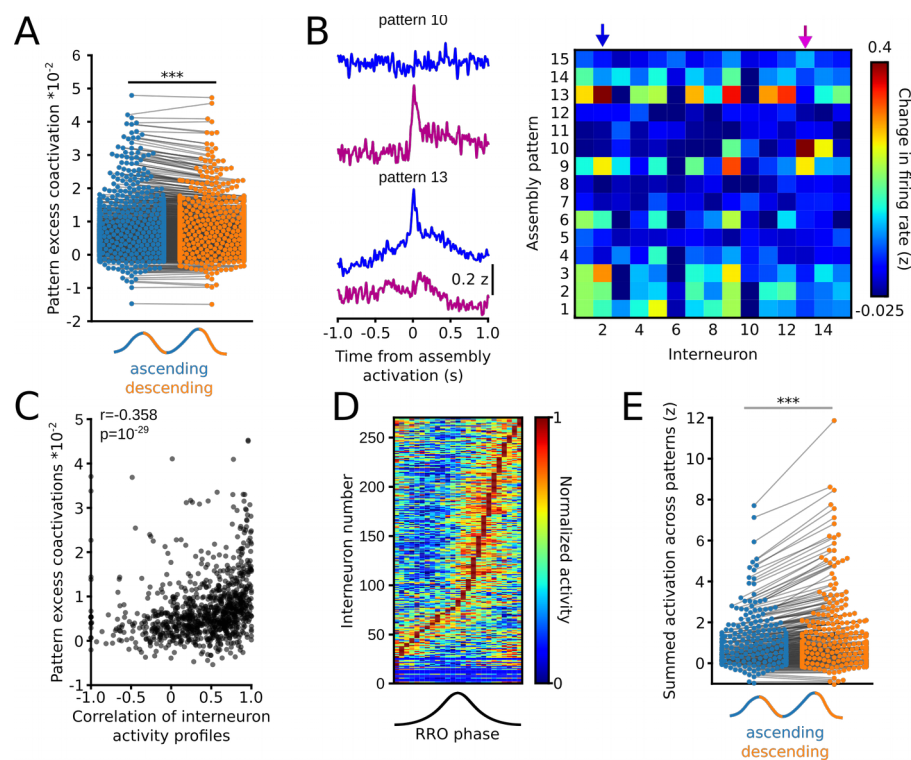 A
Pattern excess coactivation *10⁻²
6
5
4
3
2
1
0
-1
-2
***
ascending
descending
B
pattern 10
pattern 13
0.2 z
-1.0 -0.5 0 0.5 1.0
Time from assembly
activation (s)
Assembly pattern
15
14
13
12
11
10
9
8
7
6
5
4
3
2
1
2 4 6 8 10 12 14
Interneuron
0.4
-0.025
Change in firing
rate (z)
C
r=-0.358
p=10⁻²⁹
Pattern excess coactivations *10⁻²
5
4
3
2
1
0
-1
-1.0 -0.5 0 0.5 1.0
Correlation of interneuron
activity profiles
D
Interneuron number
250
200
150
100
50
0
RRO phase
1
0
Normalized activity
E
Summed activation across patterns (z)
12
10
8
6
4
2
0
***
ascending
descending